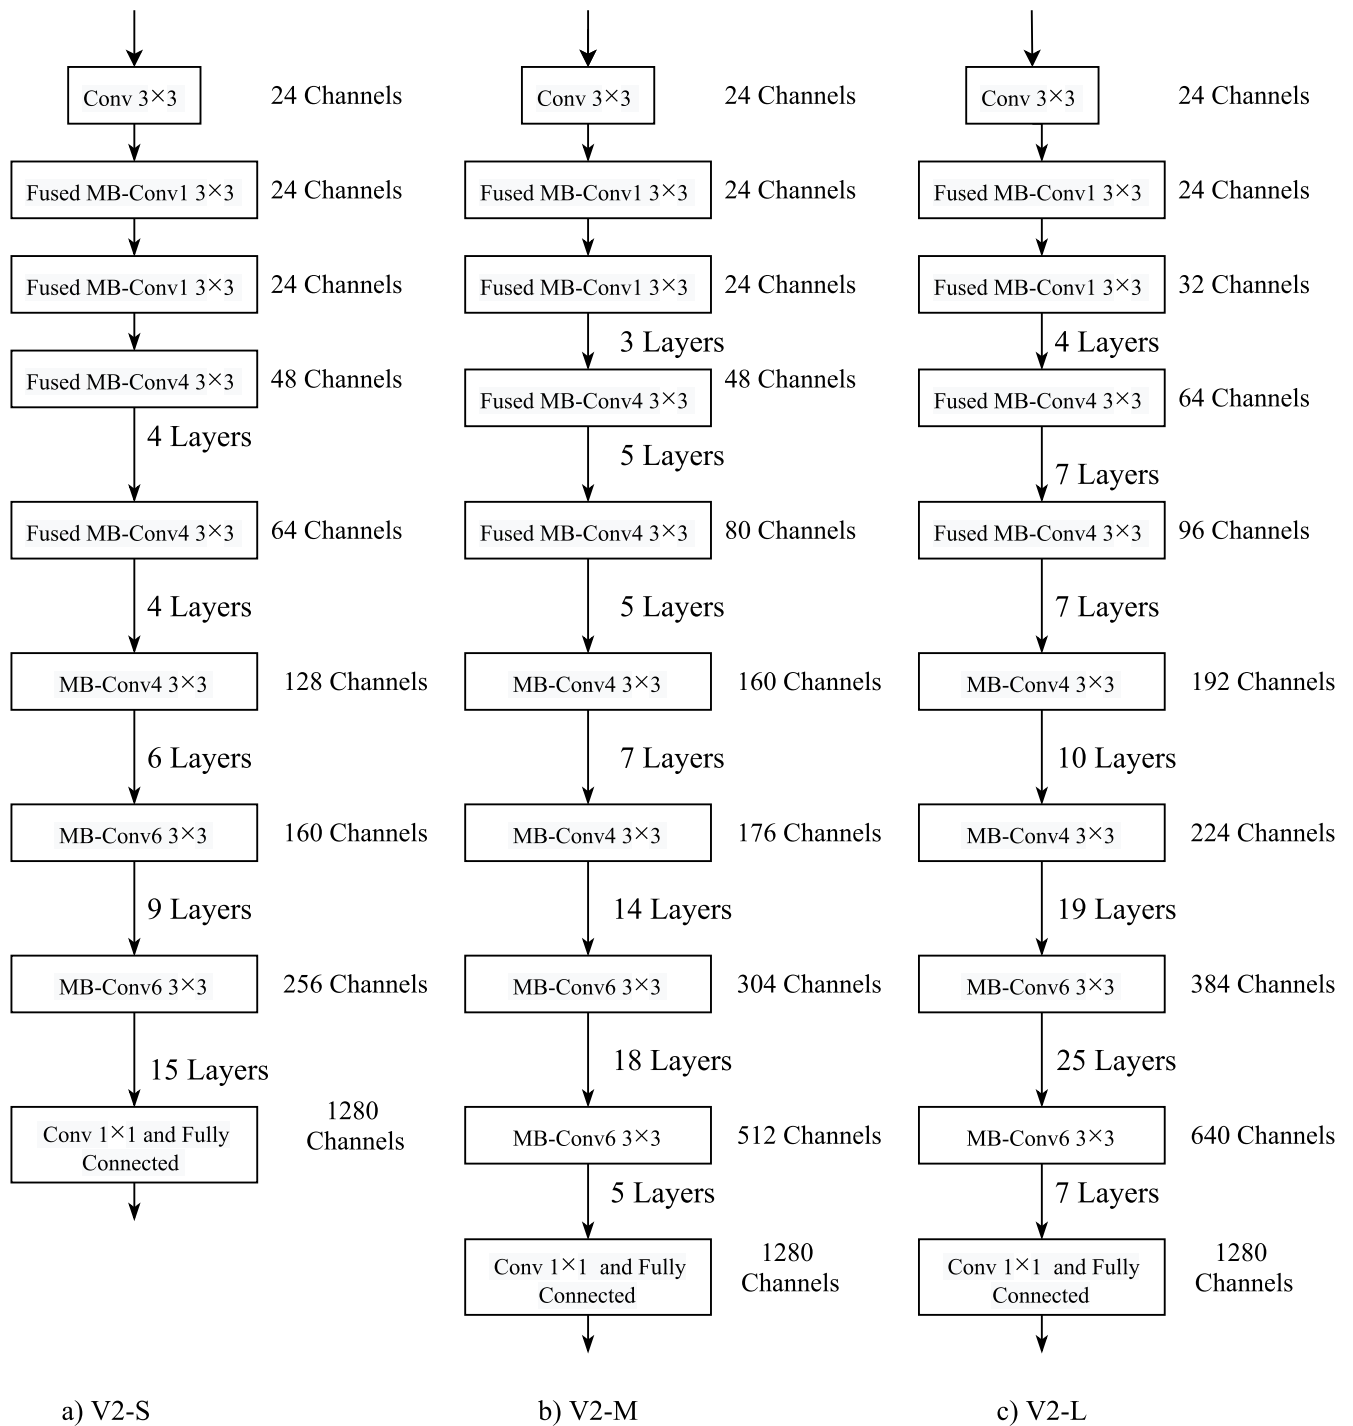 Conv 3×3
24 Channels
Fused MB-Conv1 3×3
24 Channels
Fused MB-Conv1 3×3
24 Channels
Fused MB-Conv4 3×3
48 Channels
4 Layers
Fused MB-Conv4 3×3
64 Channels
4 Layers
MB-Conv4 3×3
128 Channels
6 Layers
MB-Conv6 3×3
160 Channels
9 Layers
MB-Conv6 3×3
256 Channels
15 Layers
Conv 1×1 and Fully
Connected
1280
Channels
a) V2-S
Conv 3×3
24 Channels
Fused MB-Conv1 3×3
24 Channels
Fused MB-Conv1 3×3
24 Channels
3 Layers
Fused MB-Conv4 3×3
48 Channels
5 Layers
Fused MB-Conv4 3×3
80 Channels
5 Layers
MB-Conv4 3×3
160 Channels
7 Layers
MB-Conv4 3×3
176 Channels
14 Layers
MB-Conv6 3×3
304 Channels
18 Layers
MB-Conv6 3×3
512 Channels
5 Layers
Conv 1×1 and Fully
Connected
1280
Channels
b) V2-M
Conv 3×3
24 Channels
Fused MB-Conv1 3×3
24 Channels
Fused MB-Conv1 3×3
32 Channels
4 Layers
Fused MB-Conv4 3×3
64 Channels
7 Layers
Fused MB-Conv4 3×3
96 Channels
7 Layers
MB-Conv4 3×3
192 Channels
10 Layers
MB-Conv4 3×3
224 Channels
19 Layers
MB-Conv6 3×3
384 Channels
25 Layers
MB-Conv6 3×3
640 Channels
7 Layers
Conv 1×1 and Fully
Connected
1280
Channels
c) V2-L